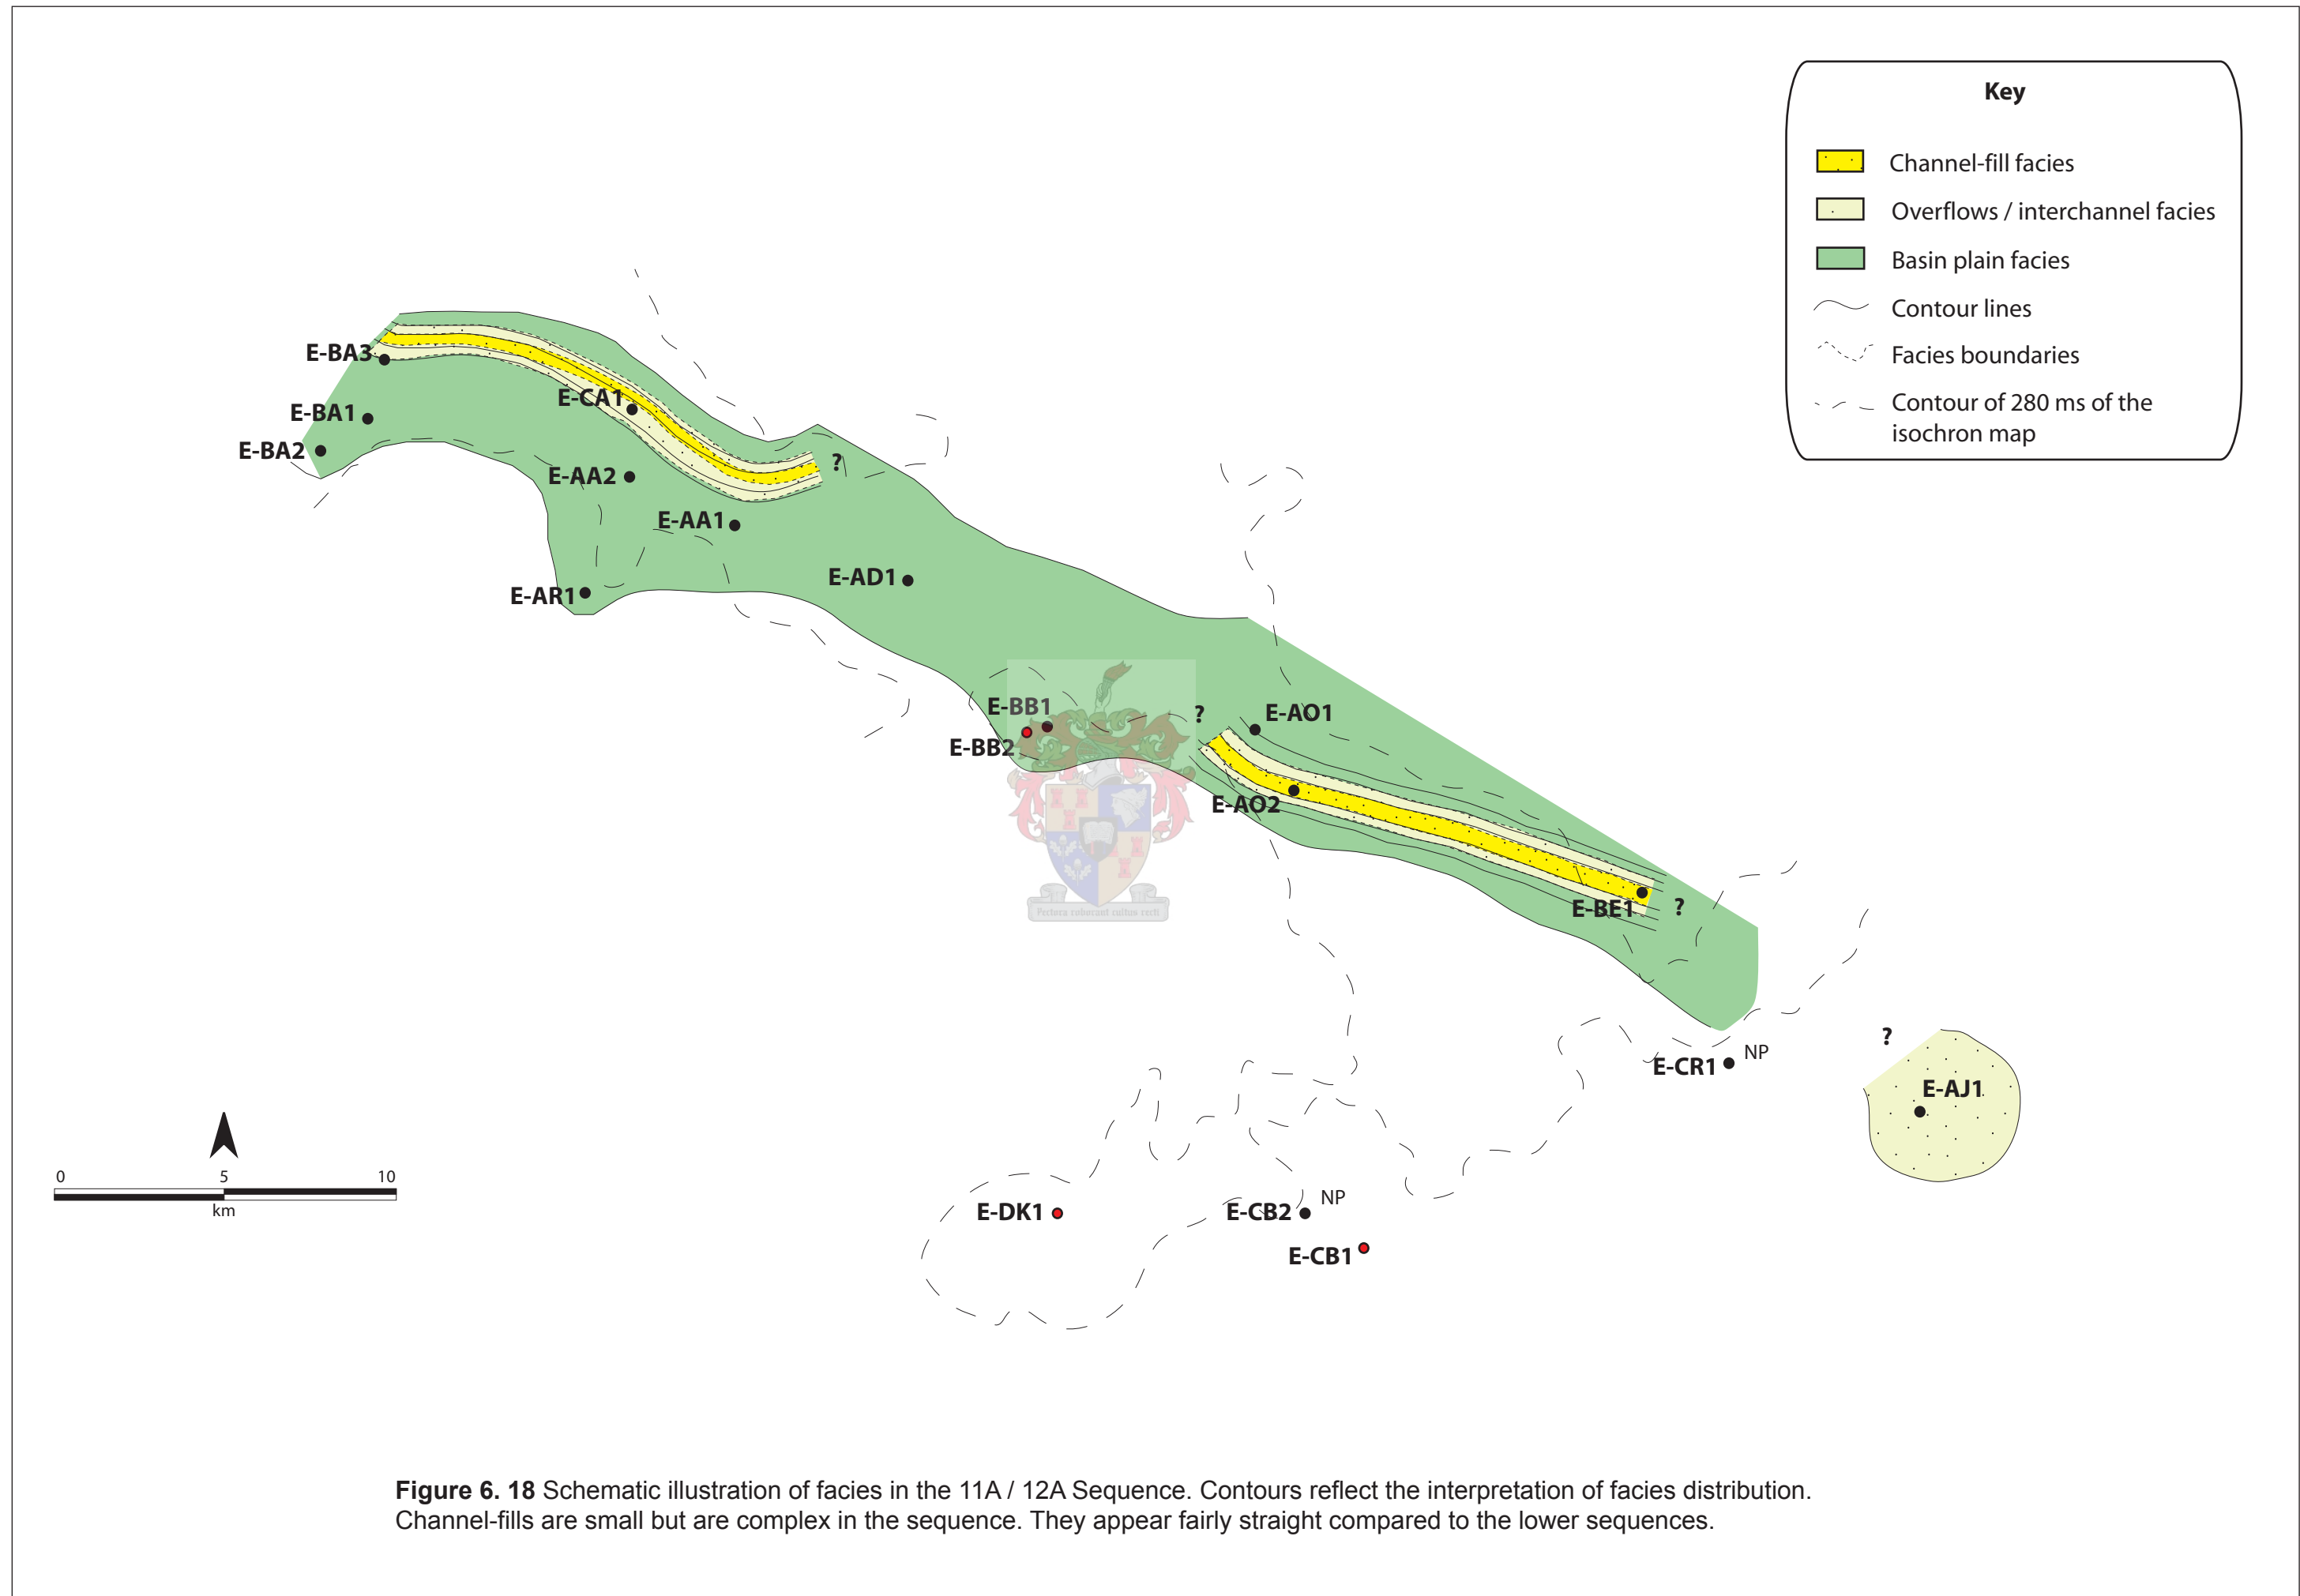 Key
Channel-fill facies
Overflows / interchannel facies
Basin plain facies
Contour lines
Facies boundaries
Contour of 280 ms of the
isochron map
E-BA3
E-CA1
E-BA1
E-BA2
?
E-AA2
E-AA1
E-AD1
E-AR1
E-BB1
?
E-AO1
E-BB2
E-AO2
E-BE1
?
Pectora roborant cultus recti
?
NP
E-CR1
E-AJ1
0 5 10
km
NP
E-DK1
E-CB2
E-CB1
Figure 6. 18 Schematic illustration of facies in the 11A / 12A Sequence. Contours reflect the interpretation of facies distribution.
Channel-fills are small but are complex in the sequence. They appear fairly straight compared to the lower sequences.